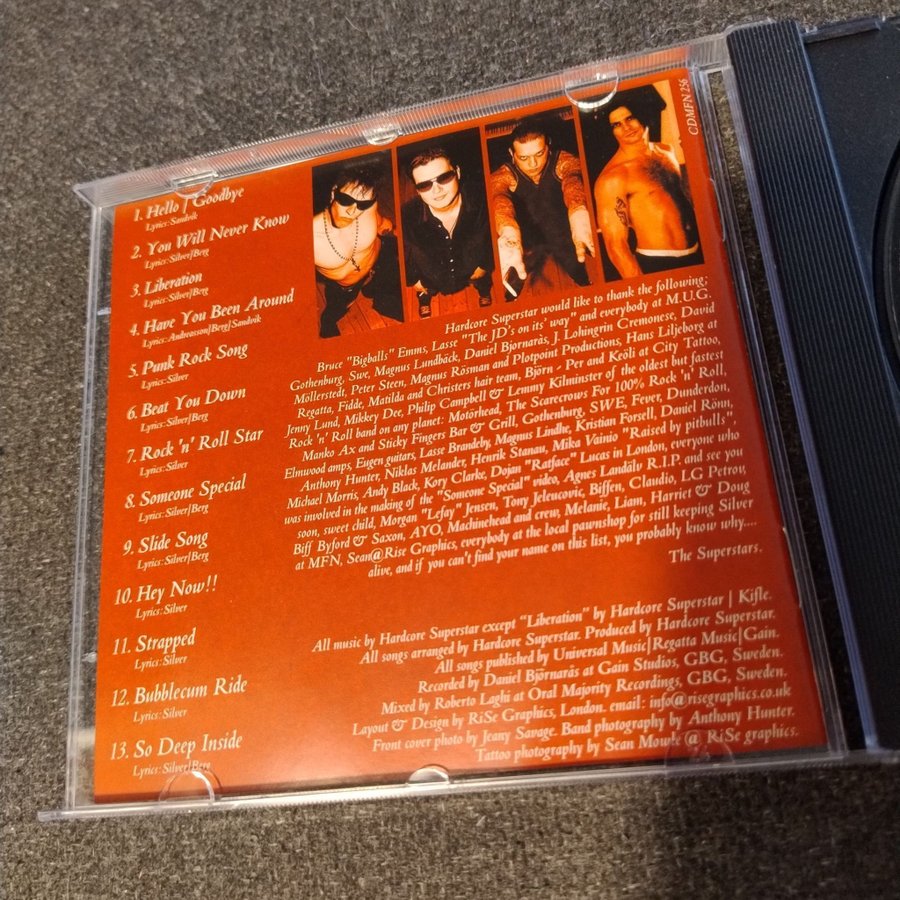 CDMFN 256
1. Hello / Goodbye
Lyrics: Sandvik
2. You Will Never Know
Lyrics: Silver/Berg
3. Liberation
Lyrics: Silver/Berg
4. Have You Been Around
Lyrics: Andreasson/Berg/Sandvik
5. Punk Rock Song
Lyrics: Silver
6. Beat You Down
Lyrics: Silver/Berg
7. Rock 'n' Roll Star
Lyrics: Silver
8. Someone Special
Lyrics: Silver/Berg
9. Slide Song
Lyrics: Silver/Berg
10. Hey Now!!
Lyrics: Silver
11. Strapped
Lyrics: Silver
12. Bubblecum Ride
Lyrics: Silver
13. So Deep Inside
Lyrics: Silver/Berg
Hardcore Superstar would like to thank the following;
Bruce "Bigballs" Emms, Lasse "The JD's on its' way" and everybody at M.U.G.
Gothenburg, Swe, Magnus Lundbäck, Daniel Bjornarås, J. Lohingrin Cremonese, David
Möllerstedt, Peter Steen, Magnus Rösman and Plotpoint Productions, Hans Liljeborg at
Regatta, Fidde, Matilda and Christers hair team, Björn - Per and Keöli at City Tattoo,
Jenny Lund, Mikkey Dee, Philip Campbell & Lemmy Kilminster of the oldest but fastest
Rock 'n' Roll band on any planet: Motörhead, The Scarecrows For 100% Rock 'n' Roll,
Manko Ax and Sticky Fingers Bar & Grill, Gothenburg, SWE, Fever, Dunderdon,
Elmwood amps, Eugen guitars, Lasse Brandeby, Magnus Lindhe, Kristian Forsell, Daniel Rönn,
Anthony Hunter, Niklas Melander, Henrik Stanau, Mika Vainio "Raised by pitbulls",
Michael Morris, Andy Black, Kory Clarke, Dojan "Ratface" Lucas in London, everyone who
was involved in the making of the "Someone Special" video, Agnes Landälv R.I.P. and see you
soon, sweet child, Morgan "Lefay" Jensen, Tony Jeleucovic, Biffen, Claudio, LG Petrov,
Biff Byford & Saxon, AYO, Machinehead and crew, Melanie, Liam, Harriet & Doug
at MFN, Sean@Rise Graphics, everybody at the local pawnshop for still keeping Silver
alive, and if you can't find your name on this list, you probably know why....
The Superstars.
All music by Hardcore Superstar except "Liberation" by Hardcore Superstar | Kifle.
All songs arranged by Hardcore Superstar. Produced by Hardcore Superstar.
All songs published by Universal Music|Regatta Music|Gain.
Recorded by Daniel Björnarås at Gain Studios, GBG, Sweden.
Mixed by Roberto Laghi at Oral Majority Recordings, GBG, Sweden.
Layout & Design by RiSe Graphics, London. email: info@risegraphics.co.uk
Front cover photo by Jeany Savage. Band photography by Anthony Hunter.
Tattoo photography by Sean @ RiSe graphics.